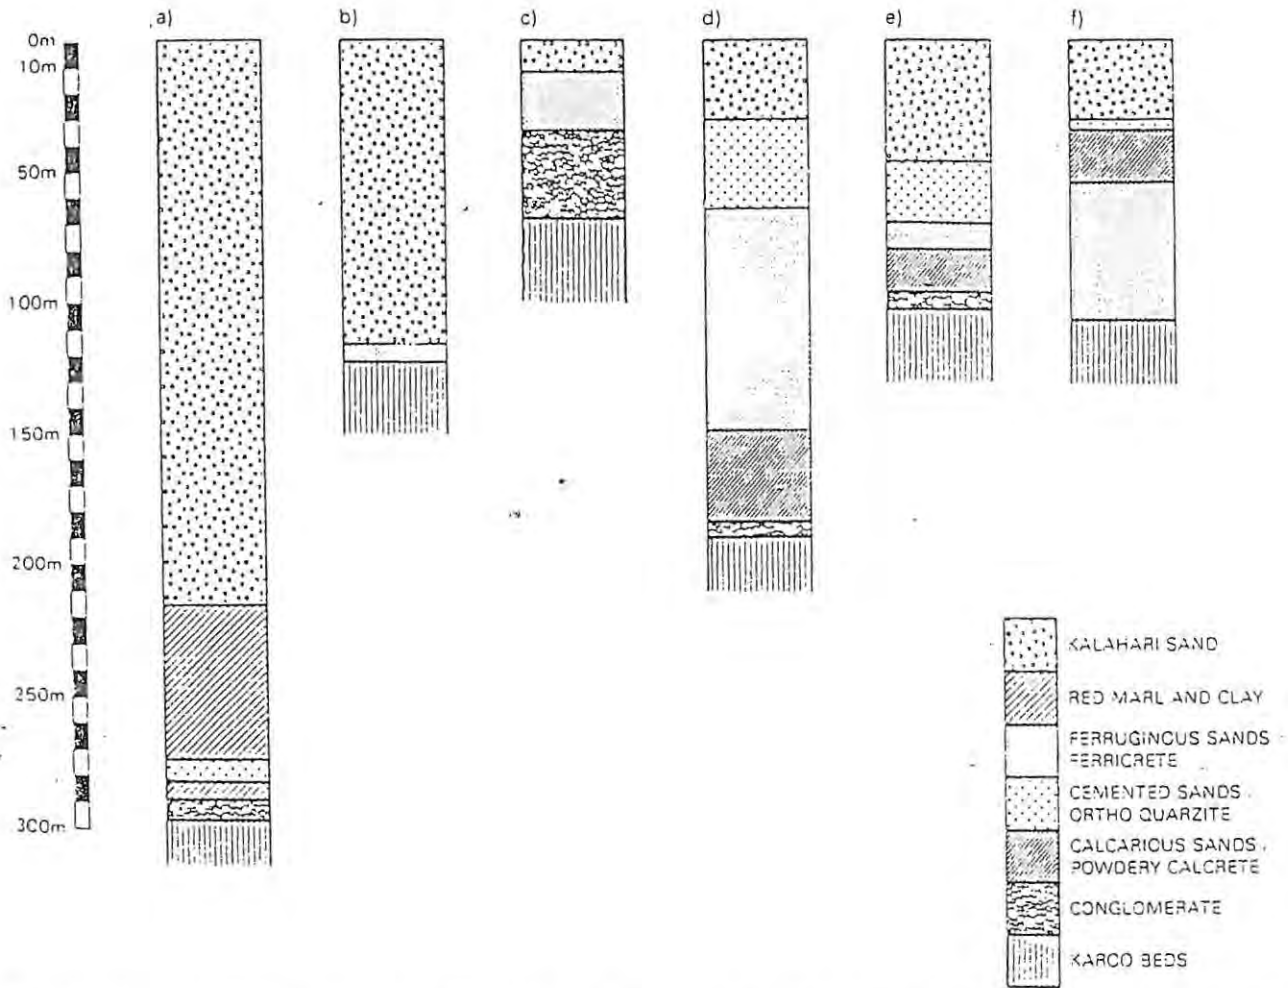 a)
b)
c)
d)
e)
f)
0m
10m
50m
100m
150m
200m
250m
300m
KALAHARI SAND
RED MARL AND CLAY
FERRUGINOUS SANDS
FERRICRETE
CEMENTED SANDS
ORTHO QUARZITE
CALCARIOUS SANDS
POWDERY CALCRETE
CONGLOMERATE
KAROO BEDS